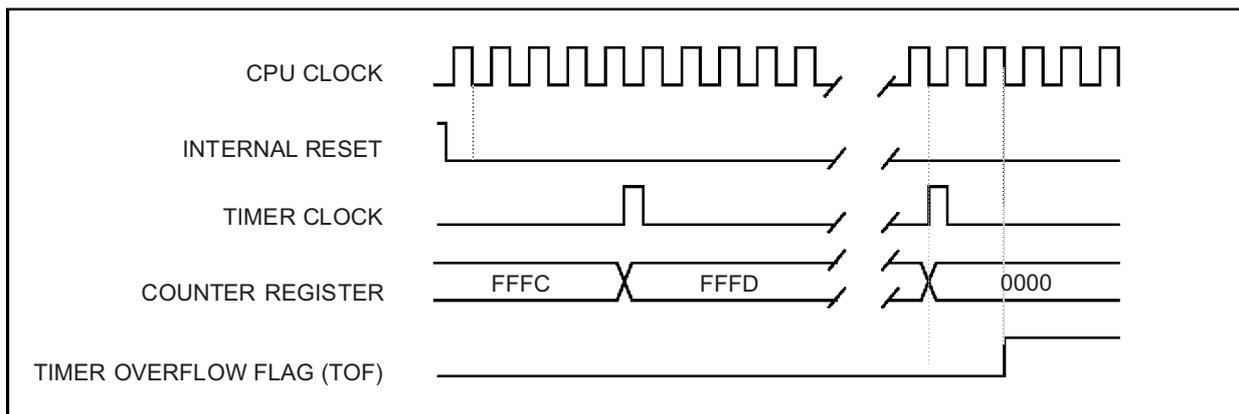 CPU CLOCK
INTERNAL RESET
TIMER CLOCK
COUNTER REGISTER
FFFC
FFFD
0000
TIMER OVERFLOW FLAG (TOF)